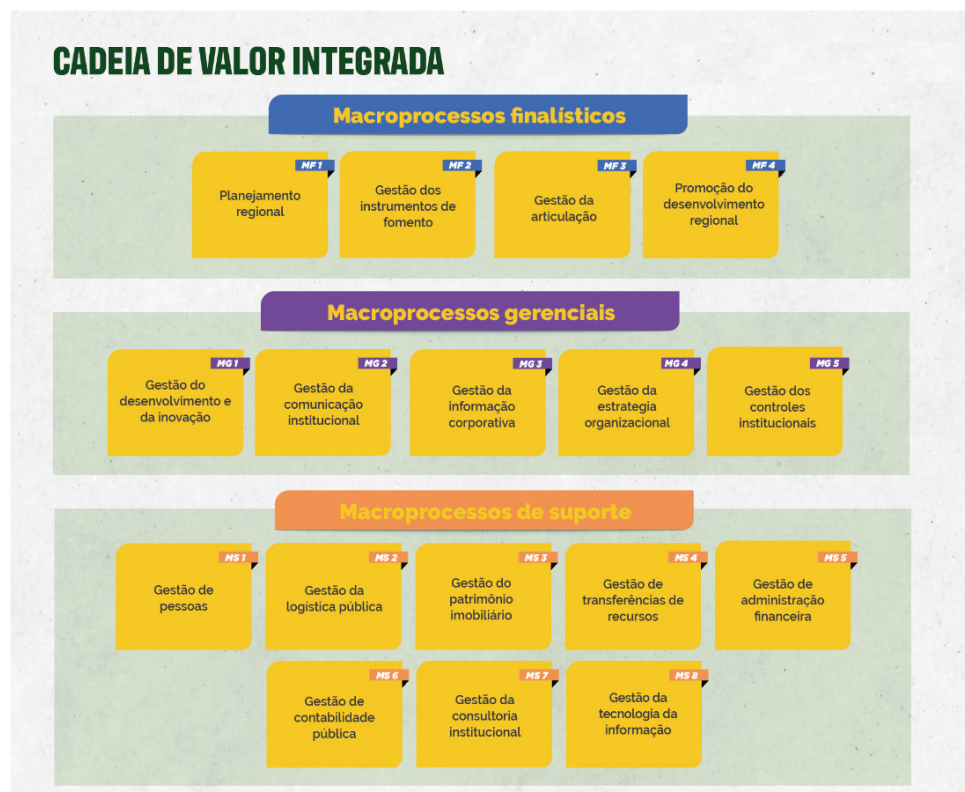 CADEIA DE VALOR INTEGRADA
Macroprocessos finalísticos
MF 1
Planejamento
regional
MF 2
Gestão dos
instrumentos de
fomento
MF 3
Gestão da
articulação
MF 4
Promoção do
desenvolvimento
regional
Macroprocessos gerenciais
MG 1
Gestão do
desenvolvimento e
da inovação
MG 2
Gestão da
comunicação
institucional
MG 3
Gestão da
informação
corporativa
MG 4
Gestão da
estrategia
organizacional
MG 5
Gestão dos
controles
institucionais
Macroprocessos de suporte
MS 1
Gestão de
pessoas
MS 2
Gestão da
logística pública
MS 3
Gestão do
patrimônio
imobiliário
MS 4
Gestão de
transferências de
recursos
MS 5
Gestão de
administração
financeira
MS 6
Gestão de
contabilidade
pública
MS 7
Gestão da
consultoria
institucional
MS 8
Gestão da
tecnologia da
informação